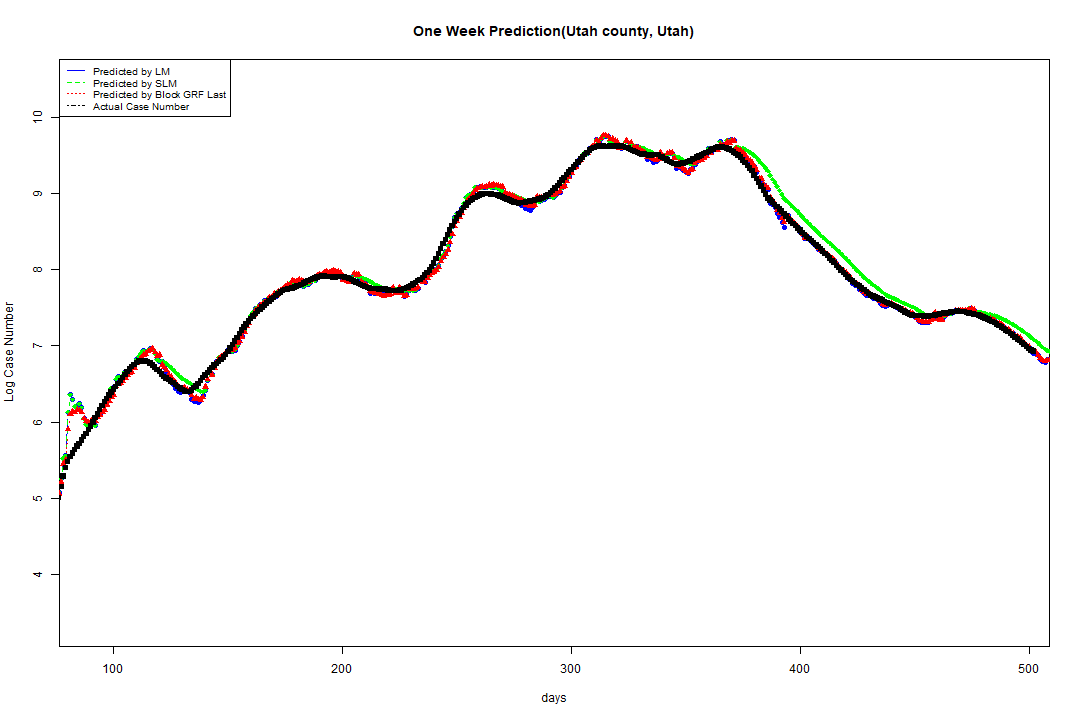 One Week Prediction(Utah county, Utah)
Predicted by LM
Predicted by SLM
Predicted by Block GRF Last
Actual Case Number
10
9
8
7
6
5
4
Log Case Number
100 200 300 400 500
days